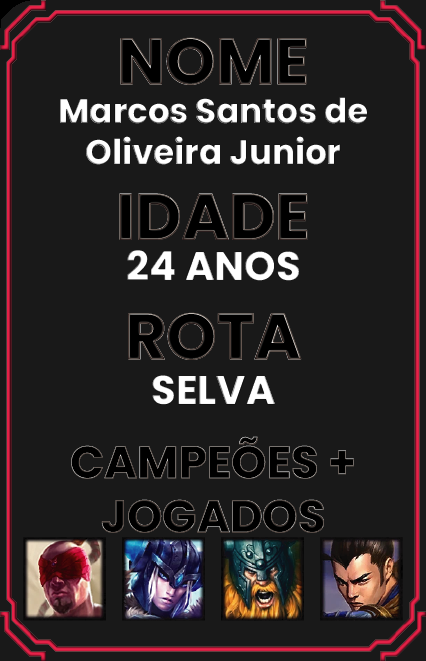 NOME
Marcos Santos de
Oliveira Junior
IDADE
24 ANOS
ROTA
SELVA
CAMPEÕES +
JOGADOS